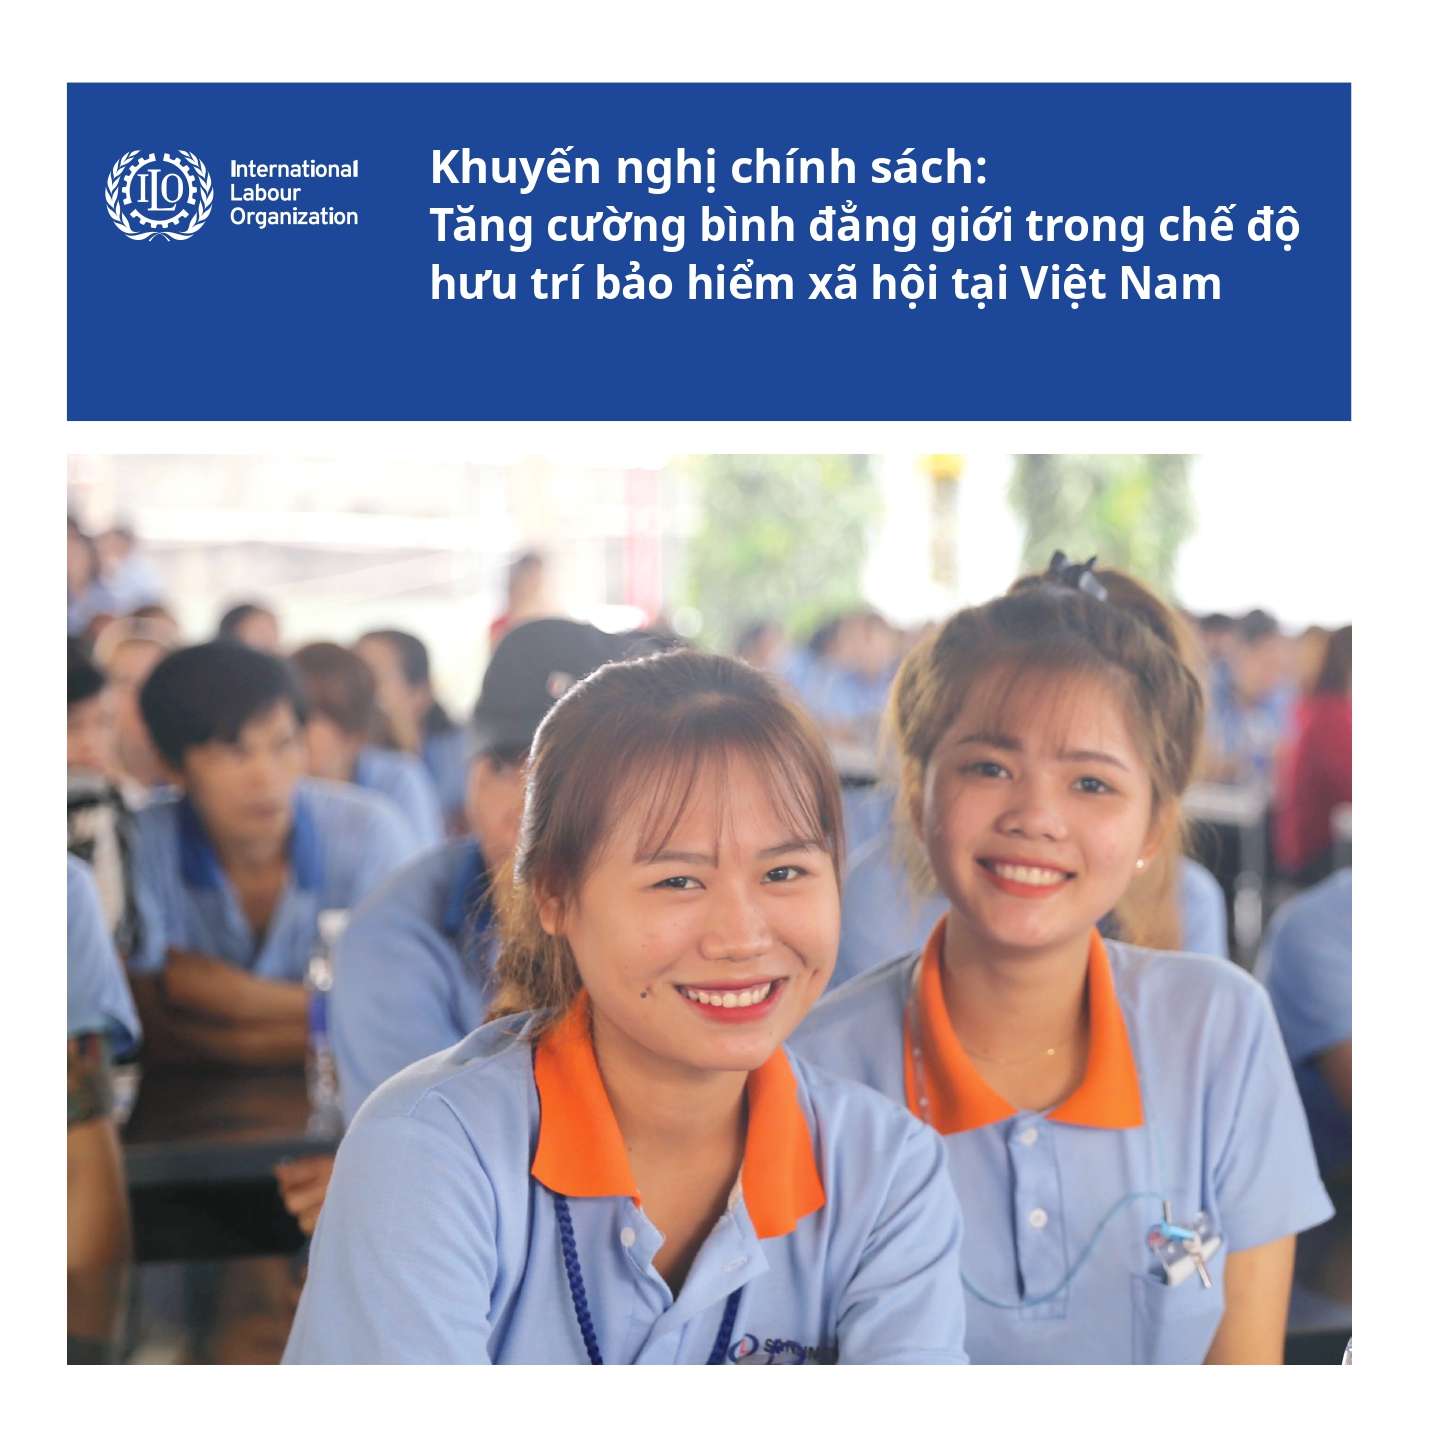 ILO
International
Labour
Organization
Khuyến nghị chính sách:
Tăng cường bình đẳng giới trong chế độ
hưu trí bảo hiểm xã hội tại Việt Nam